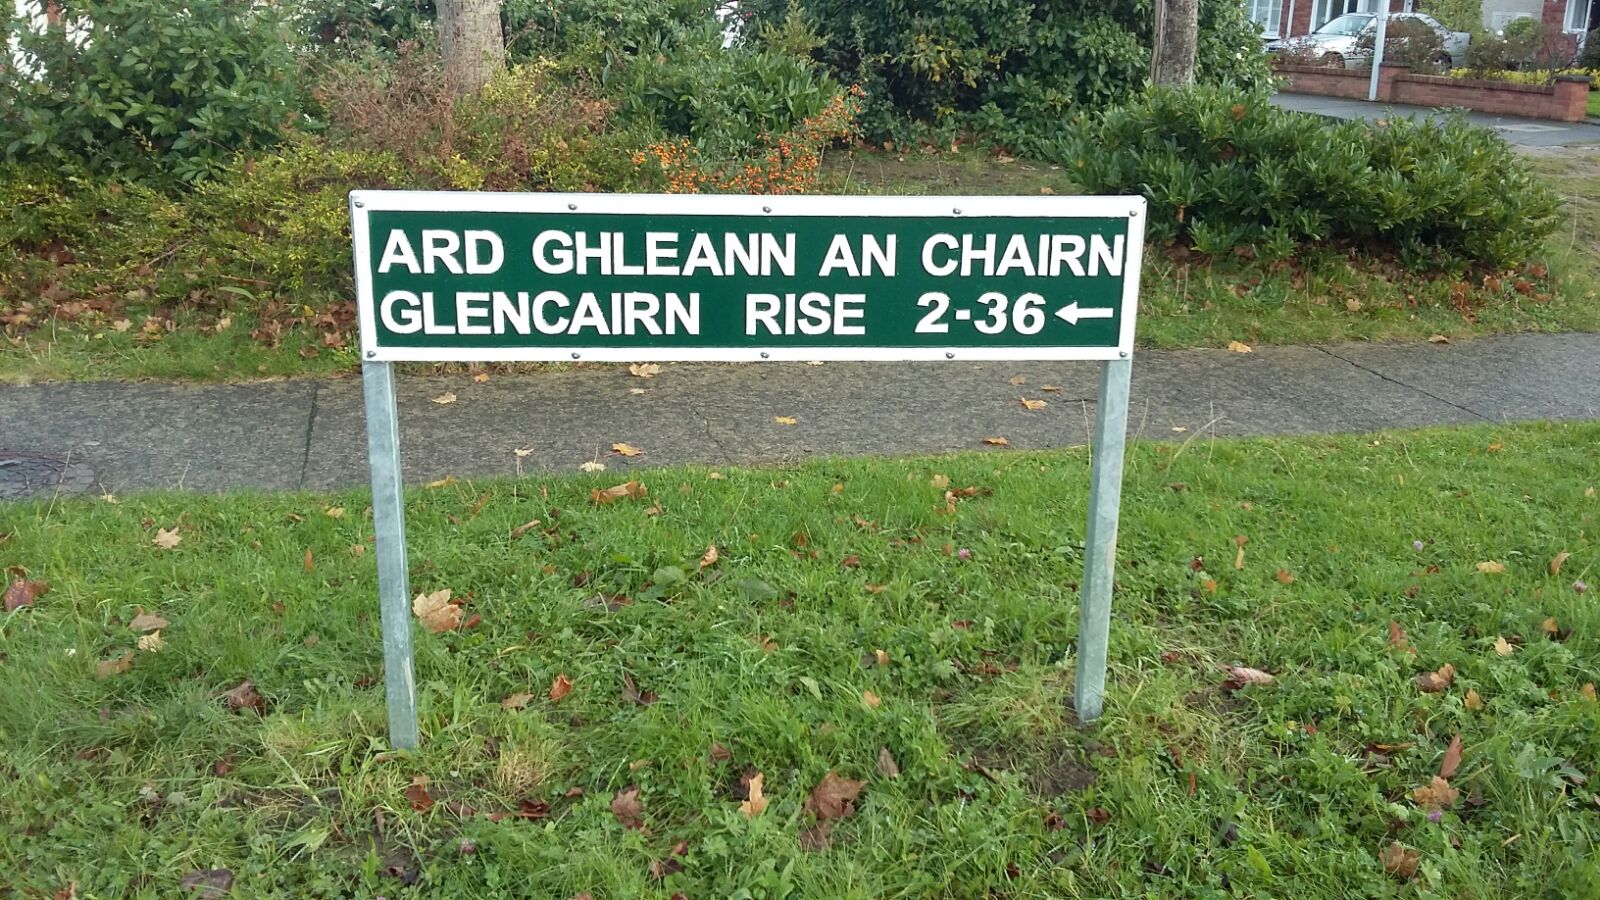 ARD GHLEANN AN CHAIRN
GLENCAIRN RISE 2-36 ←